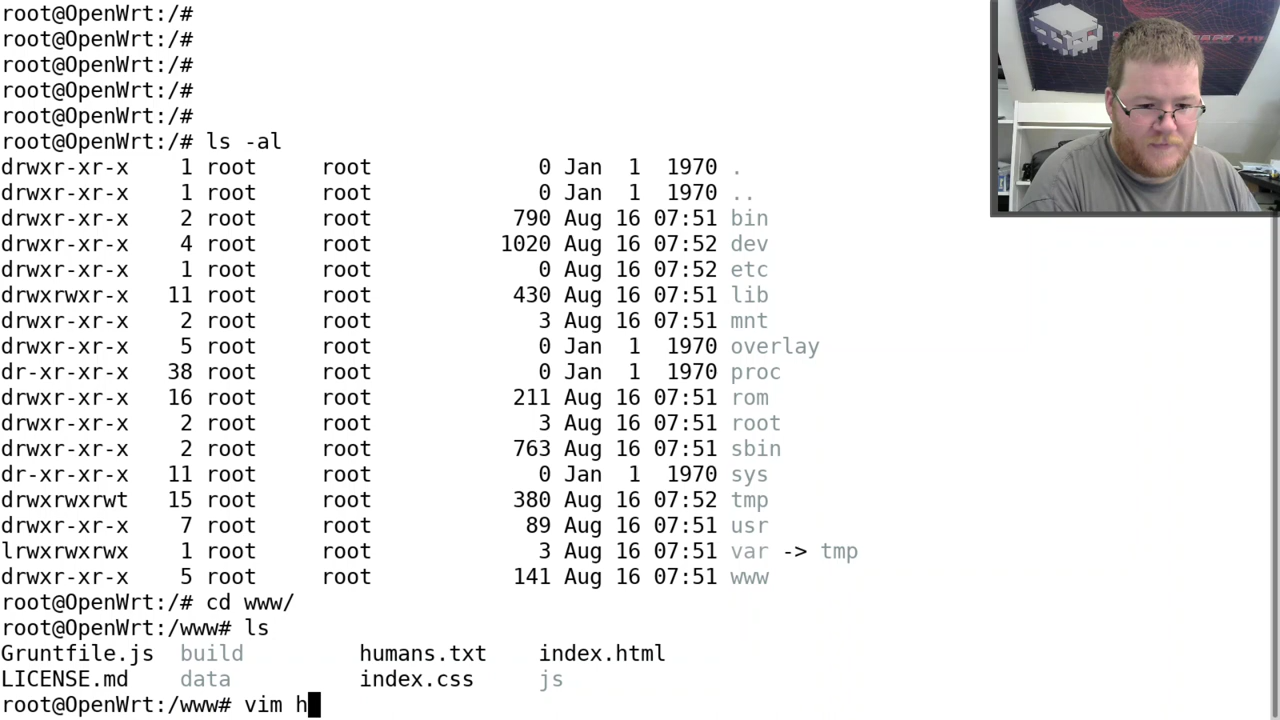 root@OpenWrt:/#
root@OpenWrt:/#
root@OpenWrt:/#
root@OpenWrt:/#
root@OpenWrt:/#
root@OpenWrt:/# ls -al
drwxr-xr-x 1 root root 0 Jan 1 1970 .
drwxr-xr-x 1 root root 0 Jan 1 1970 ..
drwxr-xr-x 2 root root 790 Aug 16 07:51 bin
drwxr-xr-x 4 root root 1020 Aug 16 07:52 dev
drwxr-xr-x 1 root root 0 Aug 16 07:52 etc
drwxrwxr-x 11 root root 430 Aug 16 07:51 lib
drwxr-xr-x 2 root root 3 Aug 16 07:51 mnt
drwxr-xr-x 5 root root 0 Jan 1 1970 overlay
dr-xr-xr-x 38 root root 0 Jan 1 1970 proc
drwxr-xr-x 16 root root 211 Aug 16 07:51 rom
drwxr-xr-x 2 root root 3 Aug 16 07:51 root
drwxr-xr-x 2 root root 763 Aug 16 07:51 sbin
dr-xr-xr-x 11 root root 0 Jan 1 1970 sys
drwxrwxrwt 15 root root 380 Aug 16 07:52 tmp
drwxr-xr-x 7 root root 89 Aug 16 07:51 usr
lrwxrwxrwx 1 root root 3 Aug 16 07:51 var -> tmp
drwxr-xr-x 5 root root 141 Aug 16 07:51 www
root@OpenWrt:/# cd www/
root@OpenWrt:/www# ls
Gruntfile.js build humans.txt index.html
LICENSE.md data index.css js
root@OpenWrt:/www# vim h